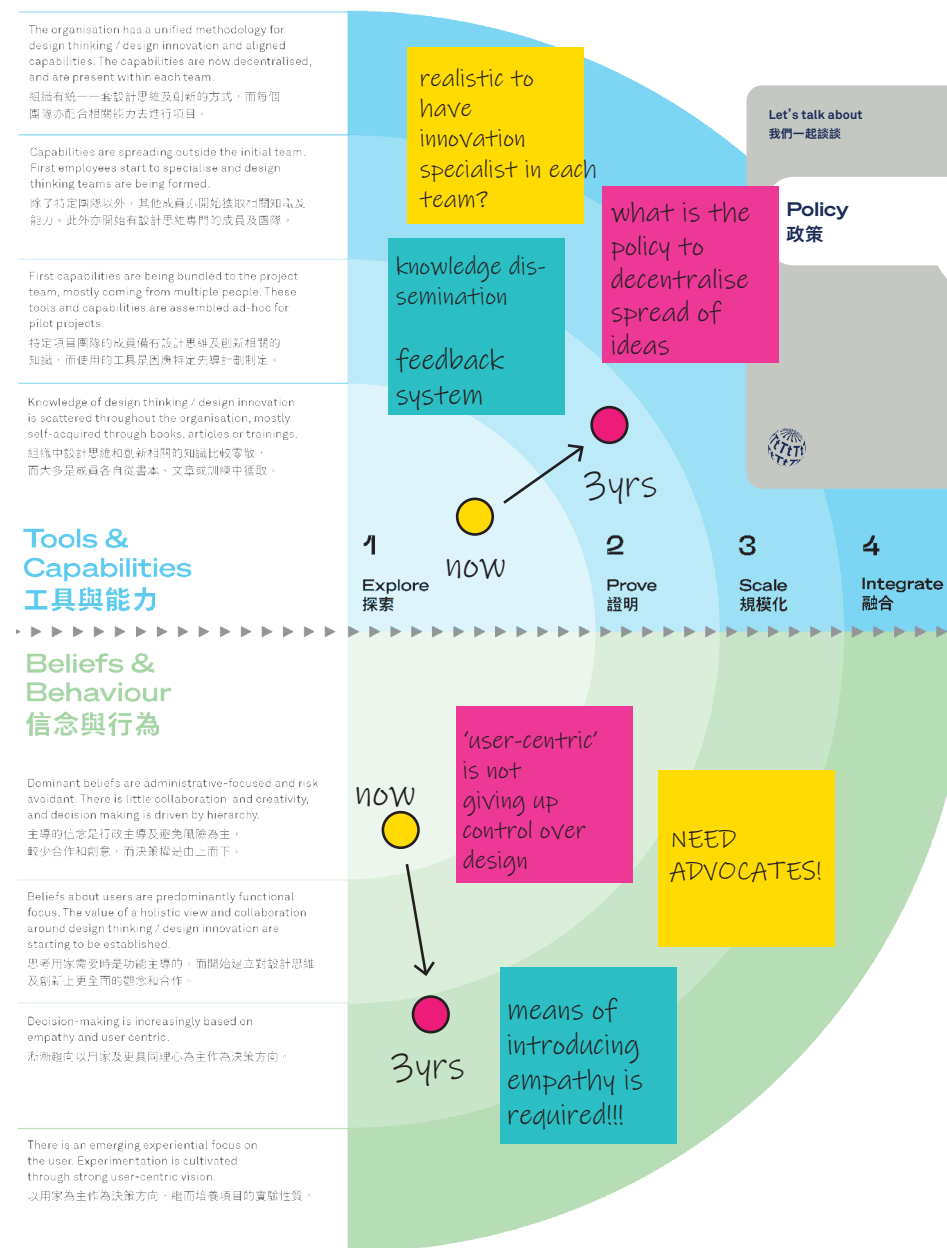 The organisation has a unified methodology for
design thinking / design innovation and aligned
capabilities. The capabilities are now decentralised,
and are present within each team.
組織有統一一套設計思維及創新的方式，而每個
團隊亦配合相關能力去進行項目。
Capabilities are spreading outside the initial team.
First employees start to specialise and design
thinking teams are being formed.
除了特定團隊以外，其他成員亦開始獲取相關知識及
能力。此外亦開始有設計思維專門的成員及團隊。
First capabilities are being bundled to the project
team, mostly coming from multiple people. These
tools and capabilities are assembled ad-hoc for
pilot projects.
特定項目團隊的成員備有設計思維及創新相關的
知識，而使用的工具是因應特定先導計劃制定。
Knowledge of design thinking / design innovation
is scattered throughout the organisation, mostly
self-acquired through books, articles or trainings.
組織中設計思維和創新相關的知識比較零散，
而大多是成員各自從書本、文章或訓練中獲取。
realistic to
have
innovation
specialist in each
team?
knowledge dis-
semination
feedback
system
what is the
policy to
decentralise
spread of
ideas
Let's talk about
我們一起談談
Policy
政策
now
3yrs
Tools &
Capabilities
工具與能力
1
Explore
探索
2
Prove
證明
3
Scale
規模化
4
Integrate
融合
Beliefs &
Behaviour
信念與行為
Dominant beliefs are administrative-focused and risk
avoidant. There is little collaboration and creativity,
and decision making is driven by hierarchy.
主導的信念是行政主導及避免風險為主，
較少合作和創意，而決策權是由上而下。
Beliefs about users are predominantly functional
focus. The value of a holistic view and collaboration
around design thinking / design innovation are
starting to be established.
思考用家需要時是功能主導的，而開始建立對設計思維
及創新上更全面的觀念和合作。
Decision-making is increasingly based on
empathy and user centric.
漸漸趨向以用家及更具同理心為主作為決策方向。
There is an emerging experiential focus on
the user. Experimentation is cultivated
through strong user-centric vision.
以用家為主作為決策方向，繼而培養項目的實驗性質。
now
3yrs
'user-centric'
is not
giving up
control over
design
NEED
ADVOCATES!
means of
introducing
empathy is
required!!!